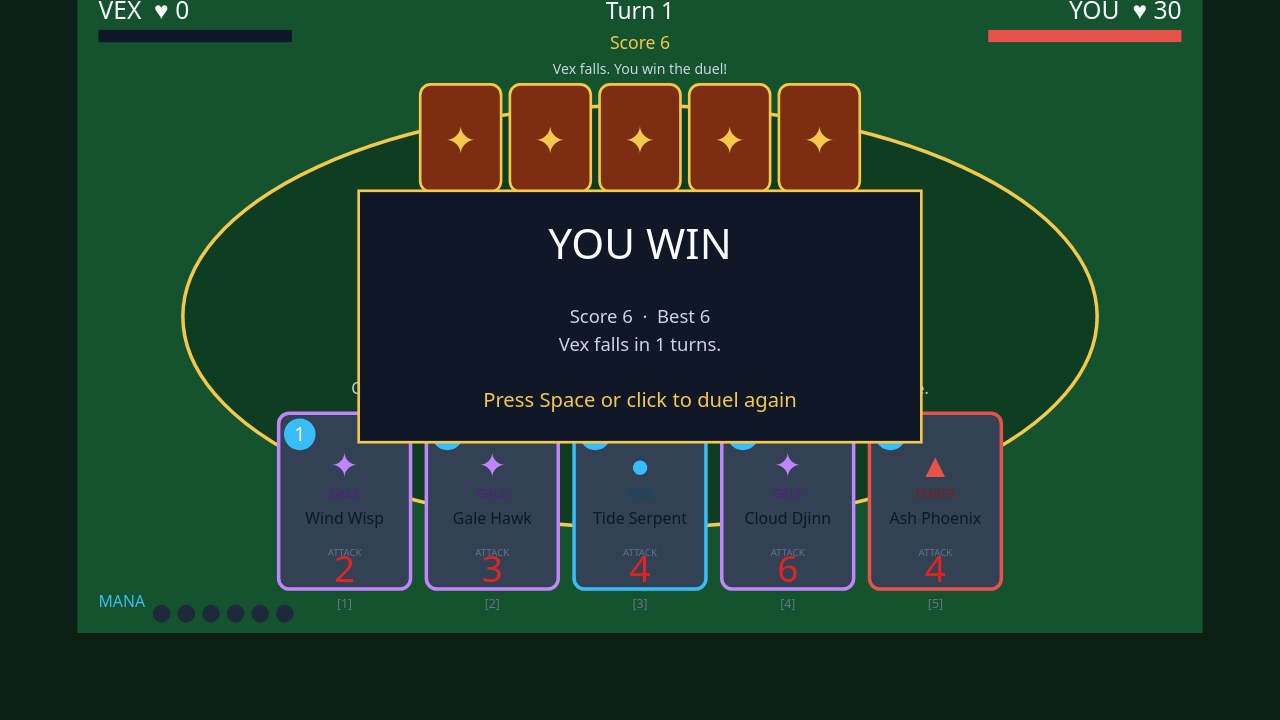 VEX ♥ 0
Turn 1
YOU ♥ 30
Score 6
Vex falls. You win the duel!
YOU WIN
Score 6 · Best 6
Vex falls in 1 turns.
Press Space or click to duel again
1
GALE
GALE
TIDE
GALE
EMBER
Wind Wisp
Gale Hawk
Tide Serpent
Cloud Djinn
Ash Phoenix
ATTACK
ATTACK
ATTACK
ATTACK
ATTACK
2
3
4
6
4
MANA
[1]
[2]
[3]
[4]
[5]